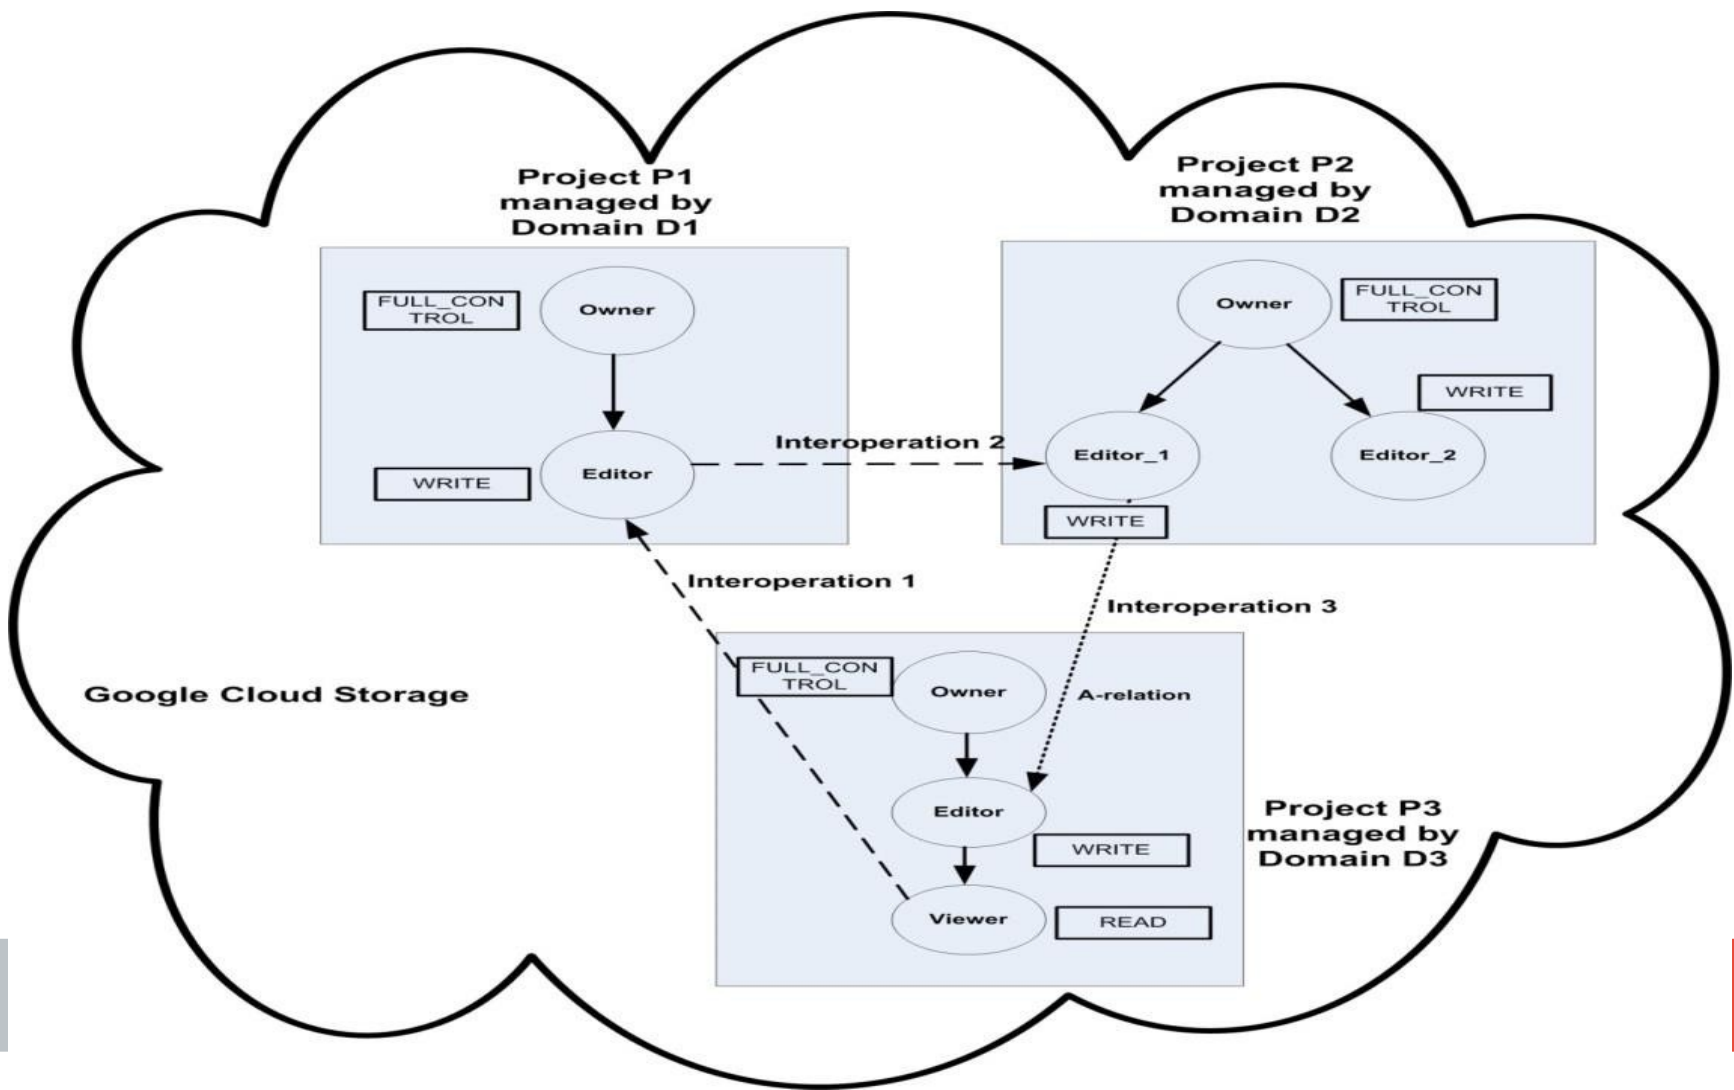 Project P1
managed by
Domain D1
Project P2
managed by
Domain D2
FULL_CON
TROL
Owner
Owner
FULL_CON
TROL
WRITE
Interoperation 2
WRITE
Editor
Editor_1
Editor_2
WRITE
Interoperation 1
Interoperation 3
Google Cloud Storage
FULL_CON
TROL
Owner
A-relation
Editor
WRITE
Project P3
managed by
Domain D3
Viewer
READ